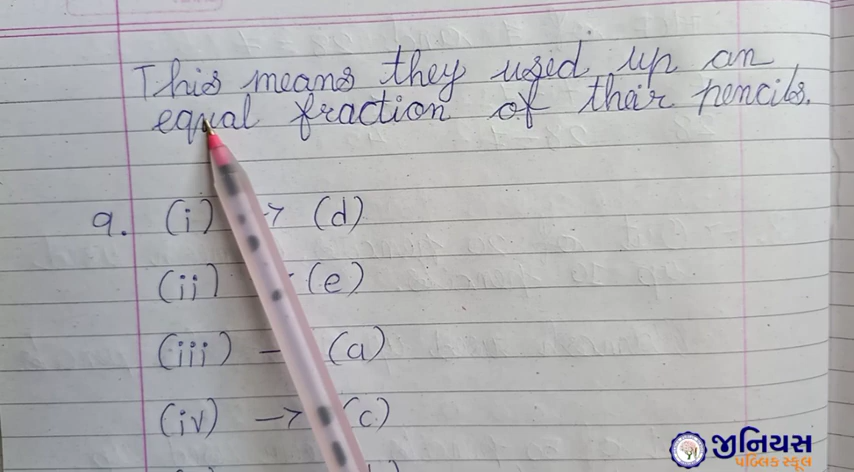 This means they used up an
equal fraction of their pencils.
9. (i) → (d)
(ii) (e)
(iii) (a)
(iv) → (c)
જીનિયસ
પબ્લિક સ્કૂલ